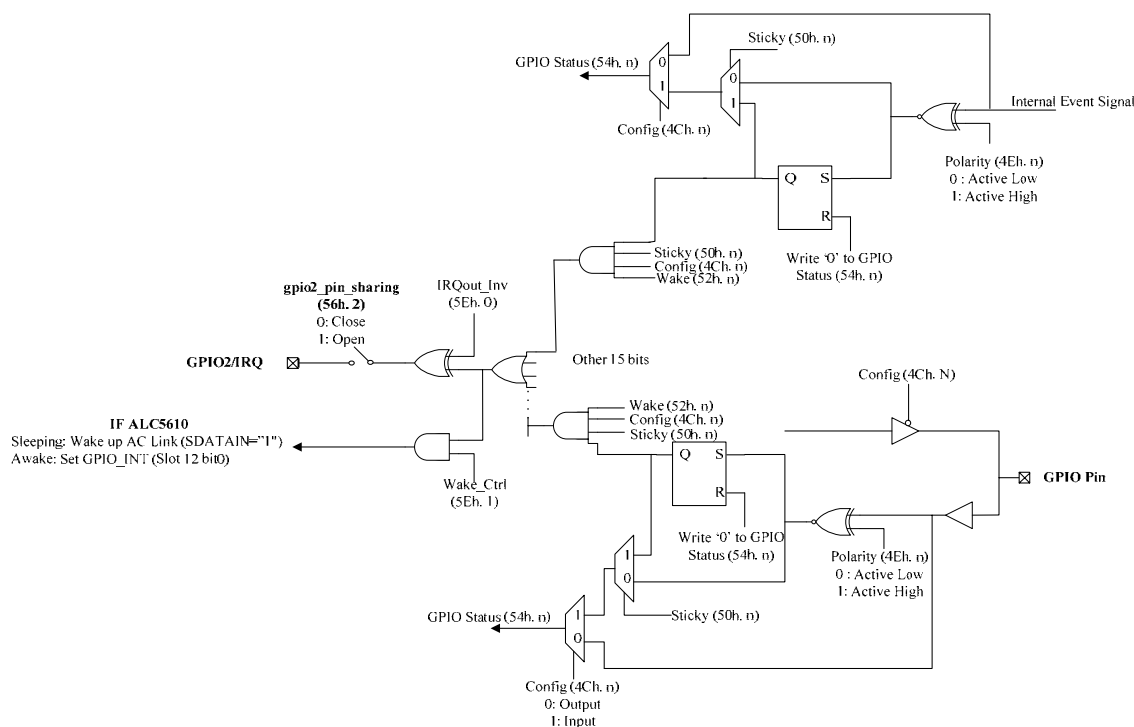 Sticky (50h. n)
GPIO Status (54h. n)
0
1
0
1
Config (4Ch. n)
Internal Event Signal
Polarity (4Eh. n)
0 : Active Low
1 : Active High
Q
S
R
Write '0' to GPIO
Status (54h. n)
Sticky (50h. n)
Config (4Ch. n)
Wake (52h. n)
gpio2_pin_sharing
(56h. 2)
0: Close
1: Open
IRQout_Inv
(5Eh. 0)
GPIO2/IRQ
Other 15 bits
IF ALC5610
Sleeping: Wake up AC Link (SDATAIN="1")
Awake: Set GPIO_INT (Slot 12 bit0)
Wake_Ctrl
(5Eh. 1)
Config (4Ch. N)
Wake (52h. n)
Config (4Ch. n)
Sticky (50h. n)
Q
S
R
GPIO Pin
Write '0' to GPIO
Status (54h. n)
Polarity (4Eh. n)
0 : Active Low
1: Active High
1
0
Sticky (50h. n)
GPIO Status (54h. n)
1
0
Config (4Ch. n)
0: Output
1: Input